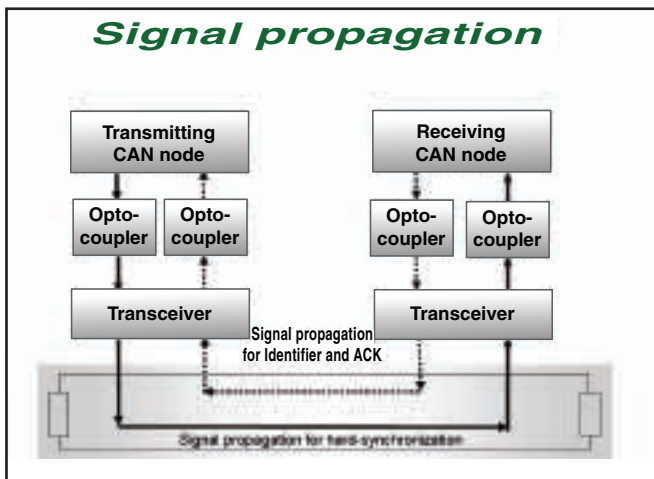 Signal propagation
Transmitting
CAN node
Receiving
CAN node
Opto-
coupler
Opto-
coupler
Opto-
coupler
Opto-
coupler
Transceiver
Transceiver
Signal propagation
for Identifier and ACK
Signal propagation for hard-synchronization